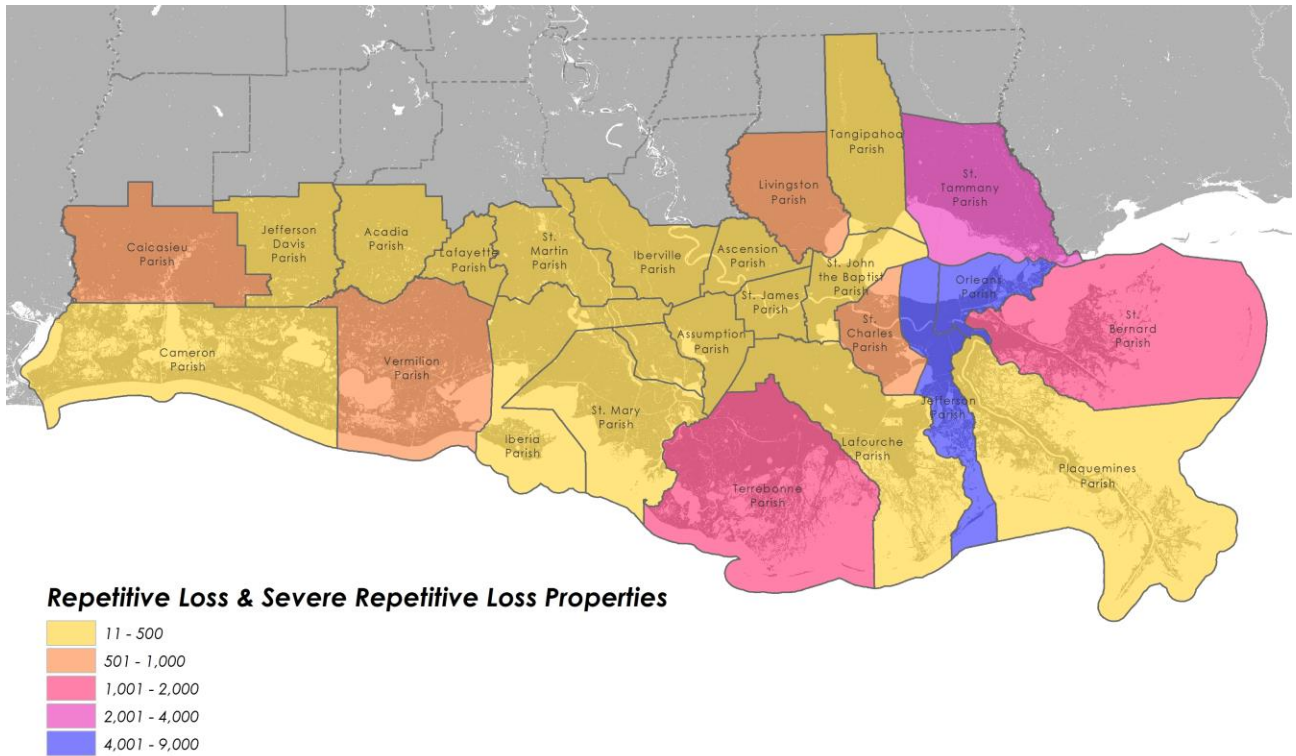 Tangipahoa
Parish
St.
Tammany
Parish
Livingston
Parish
Calcasieu
Parish
Jefferson
Davis
Parish
Acadia
Parish
Lafayette
Parish
St.
Martin
Parish
Iberville
Parish
Ascension
Parish
St. John
the Baptist
Parish
Orleans
Parish
St. James
Parish
St.
Bernard
Parish
St.
Charles
Parish
Assumption
Parish
Cameron
Parish
Vermilion
Parish
Jefferson
Parish
St. Mary
Parish
Iberia
Parish
Lafourche
Parish
Plaquemines
Parish
Terrebonne
Parish
Repetitive Loss & Severe Repetitive Loss Properties
11 - 500
501 - 1,000
1,001 - 2,000
2,001 - 4,000
4,001 - 9,000